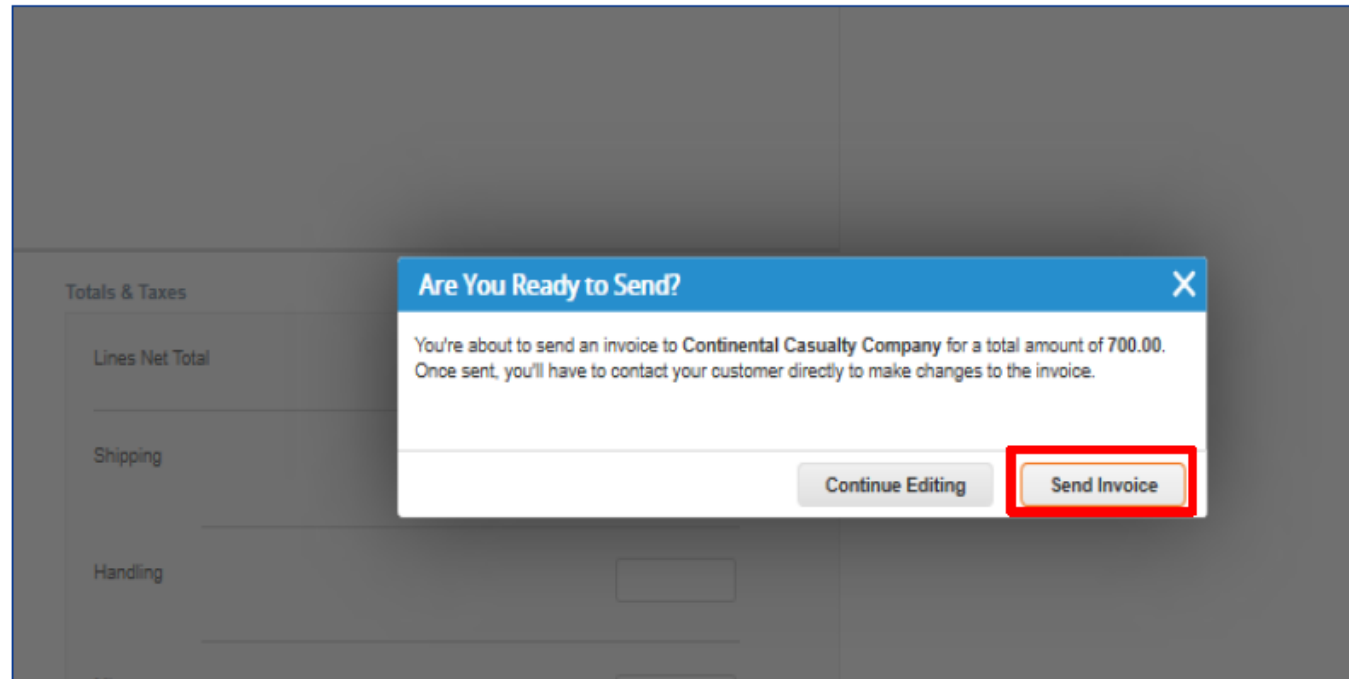 Totals & Taxes
Lines Net Total
Shipping
Handling
Are You Ready to Send?
You're about to send an invoice to Continental Casualty Company for a total amount of 700.00.
Once sent, you'll have to contact your customer directly to make changes to the invoice.
Continue Editing
Send Invoice